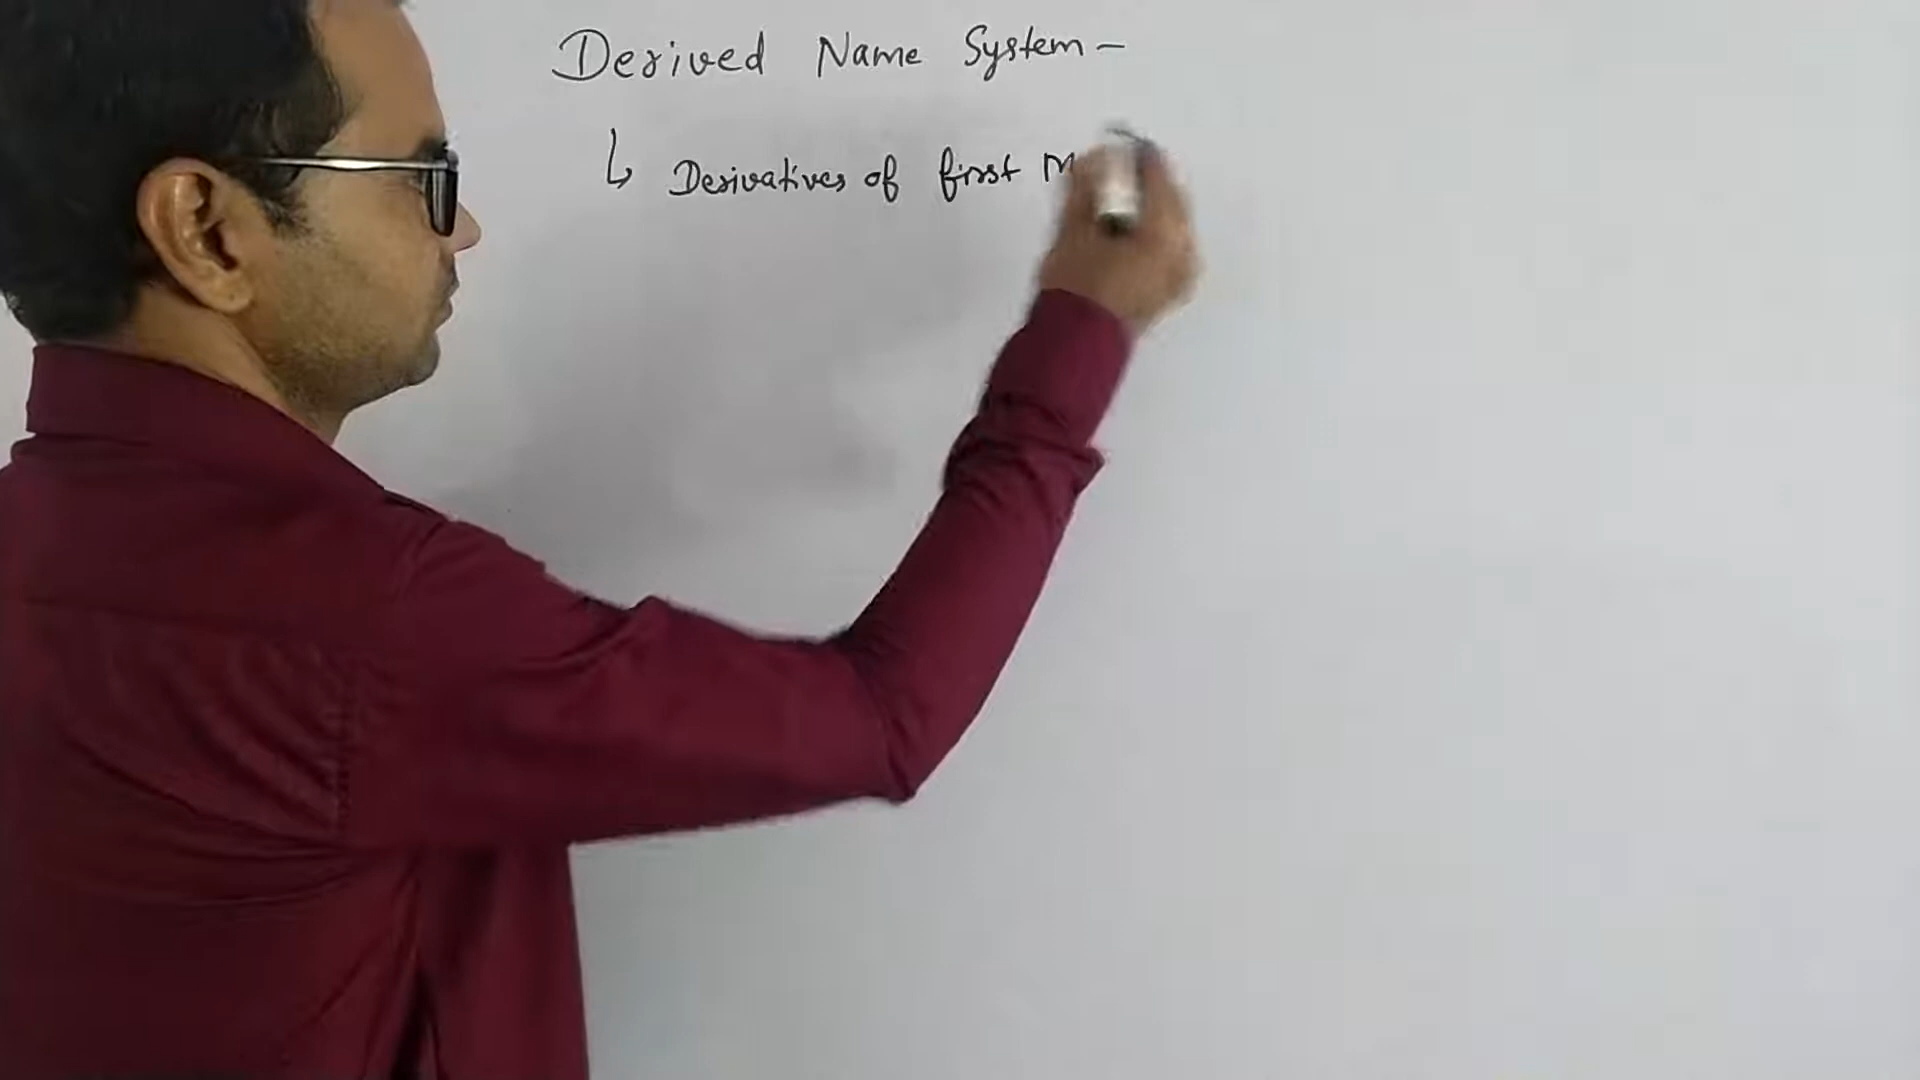 Derived Name System -
↳ Derivatives of first M